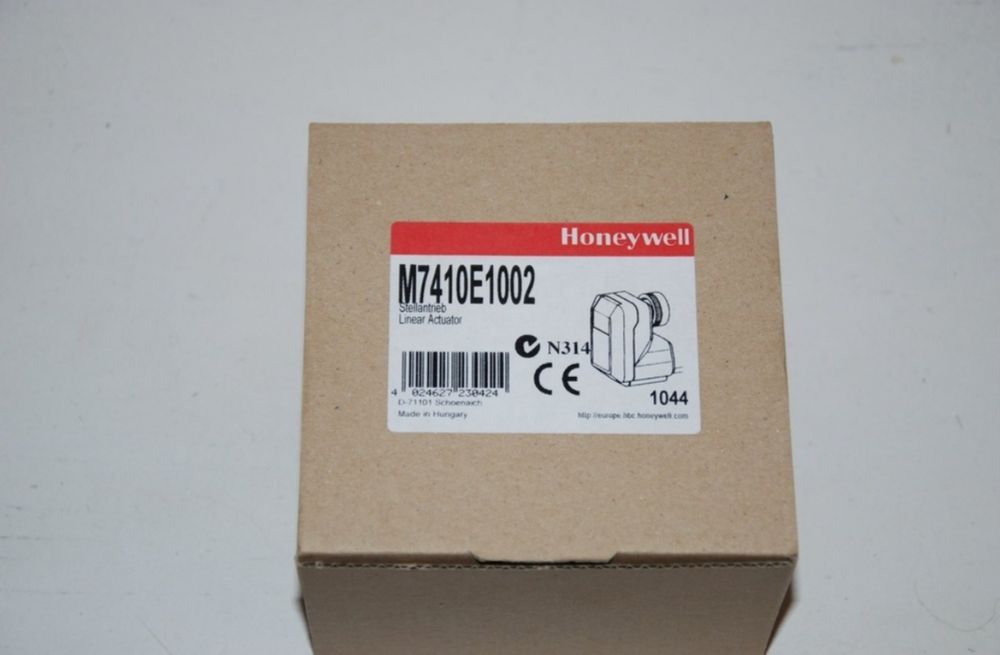 Honeywell
M7410E1002
Stellantrieb
Linear Actuator
N314
CE
4 024627 230424
D-71101 Schoenaich
Made in Hungary
1044
http://europe.hbc.honeywell.com